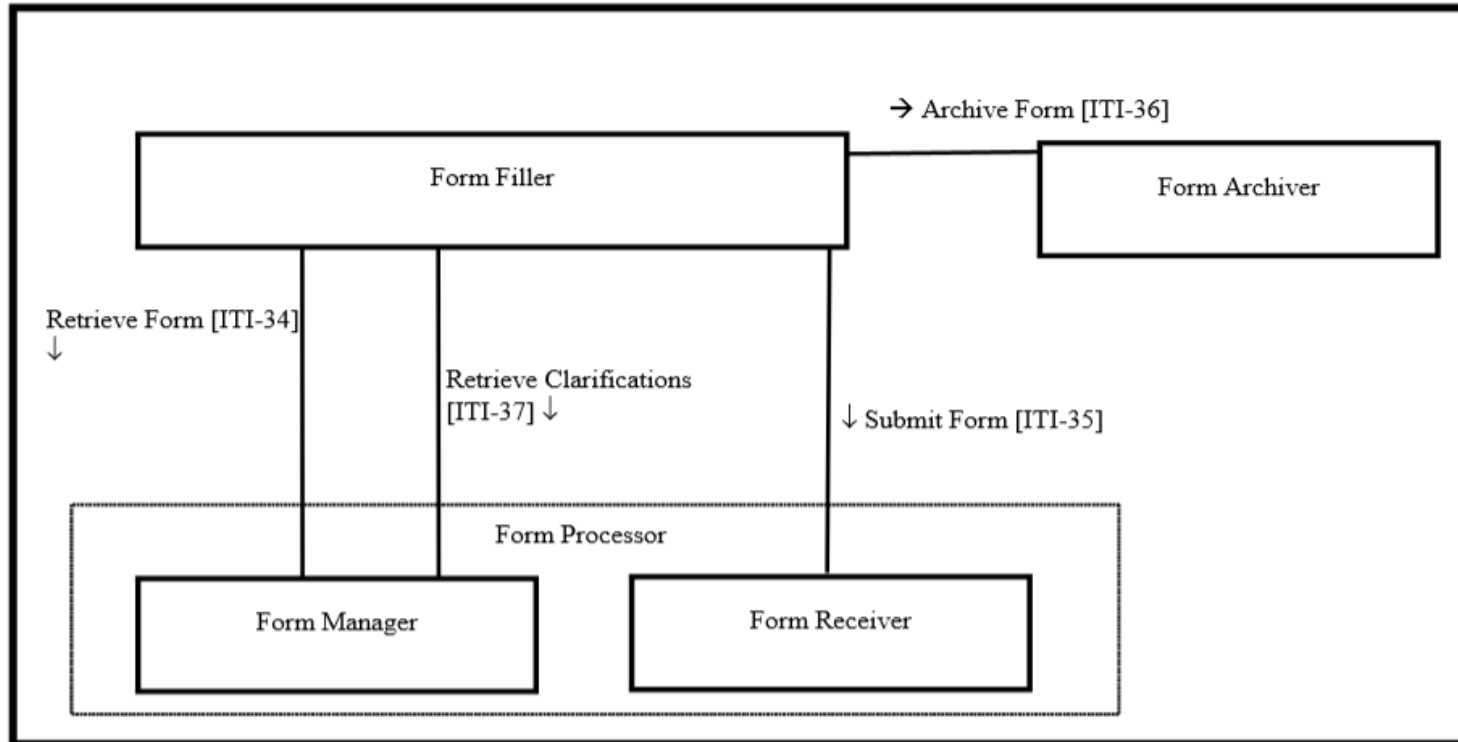 → Archive Form [ITI-36]
Form Filler
Form Archiver
Retrieve Form [ITI-34]
↓
Retrieve Clarifications
[ITI-37] ↓
↓ Submit Form [ITI-35]
Form Processor
Form Manager
Form Receiver